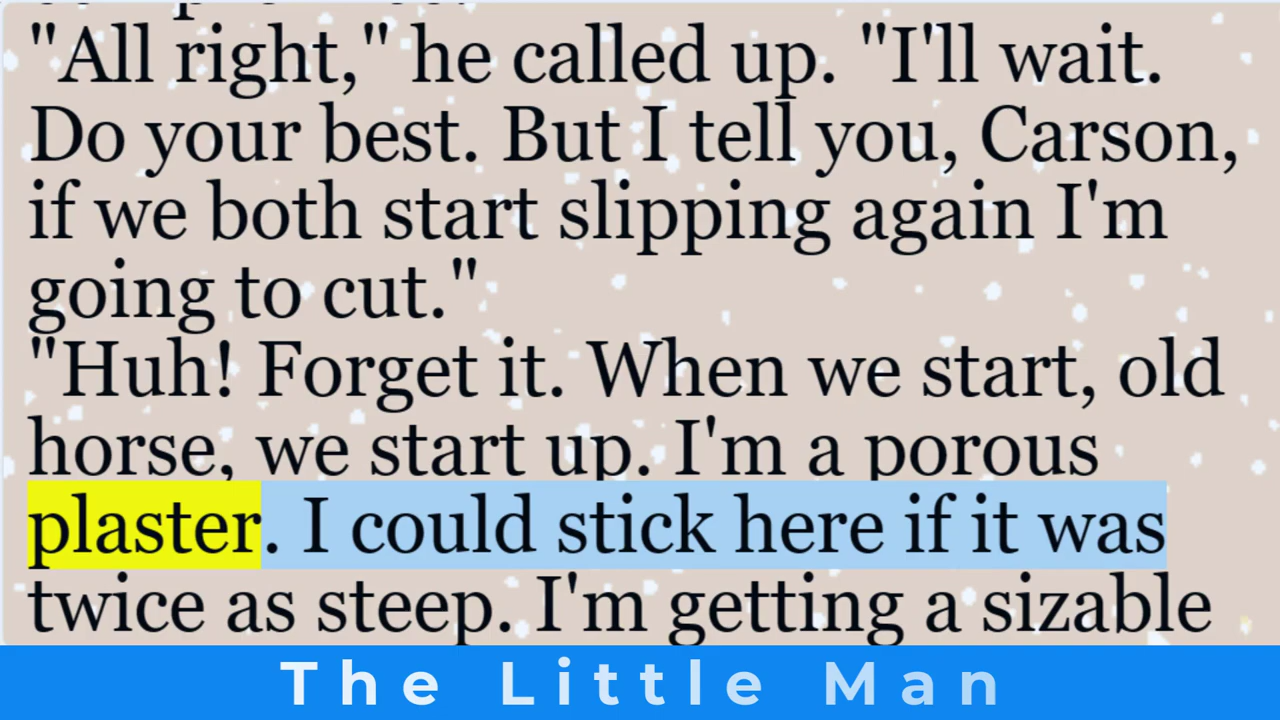 "All right," he called up. "I'll wait.
Do your best. But I tell you, Carson,
if we both start slipping again I'm
going to cut."
"Huh! Forget it. When we start, old
horse, we start up. I'm a porous
plaster. I could stick here if it was
twice as steep. I'm getting a sizable
The Little Man